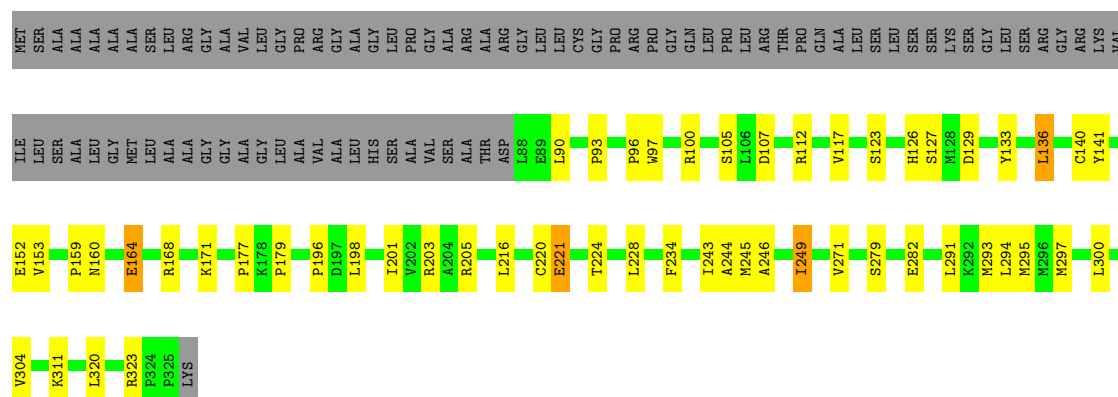 MET SER ALA ALA ALA ALA ALA SER LEU ARG GLY ALA VAL LEU GLY PRO ARG GLY ALA GLY LEU PRO GLY ALA ARG ALA ARG GLY LEU LEU CYS GLY PRO ARG PRO GLY GLN LEU PRO LEU ARG THR PRO GLN ALA LEU SER LEU SER SER LYS SER GLY LEU SER ARG GLY ARG LYS VAL
ILE LEU SER ALA LEU GLY MET LEU ALA ALA GLY GLY ALA GLY LEU ALA VAL ALA LEU HIS SER ALA VAL SER ALA THR ASP L88 E89 L90 P93 P96 W97 R100 S105 L106 D107 R112 V117 S123 H126 S127 M128 D129 Y133 L136 C140 Y141
E152 V153 P159 N160 E164 R168 K171 P177 K178 P179 P196 D197 L198 I201 V202 R203 A204 R205 L216 C220 E221 T224 L228 F234 I243 A244 M245 A246 I249 V271 S279 E282 L291 K292 M293 L294 M295 M296 M297 L300
V304 K311 L320 R323 P324 P325 LYS